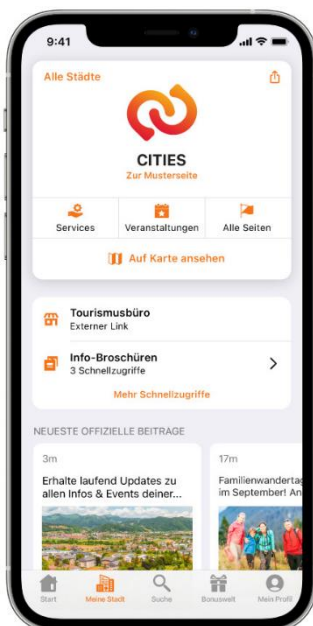 9:41
Alle Städte
CITIES
Zur Musterseite
Services
Veranstaltungen
Alle Seiten
Auf Karte ansehen
Tourismusbüro
Externer Link
Info-Broschüren
3 Schnellzugriffe
Mehr Schnellzugriffe
NEUESTE OFFIZIELLE BEITRÄGE
3m
Erhalte laufend Updates zu
allen Infos & Events deiner...
17m
Familienwanderta
im September! An
Start
Meine Stadt
Suche
Bonuswelt
Mein Profil